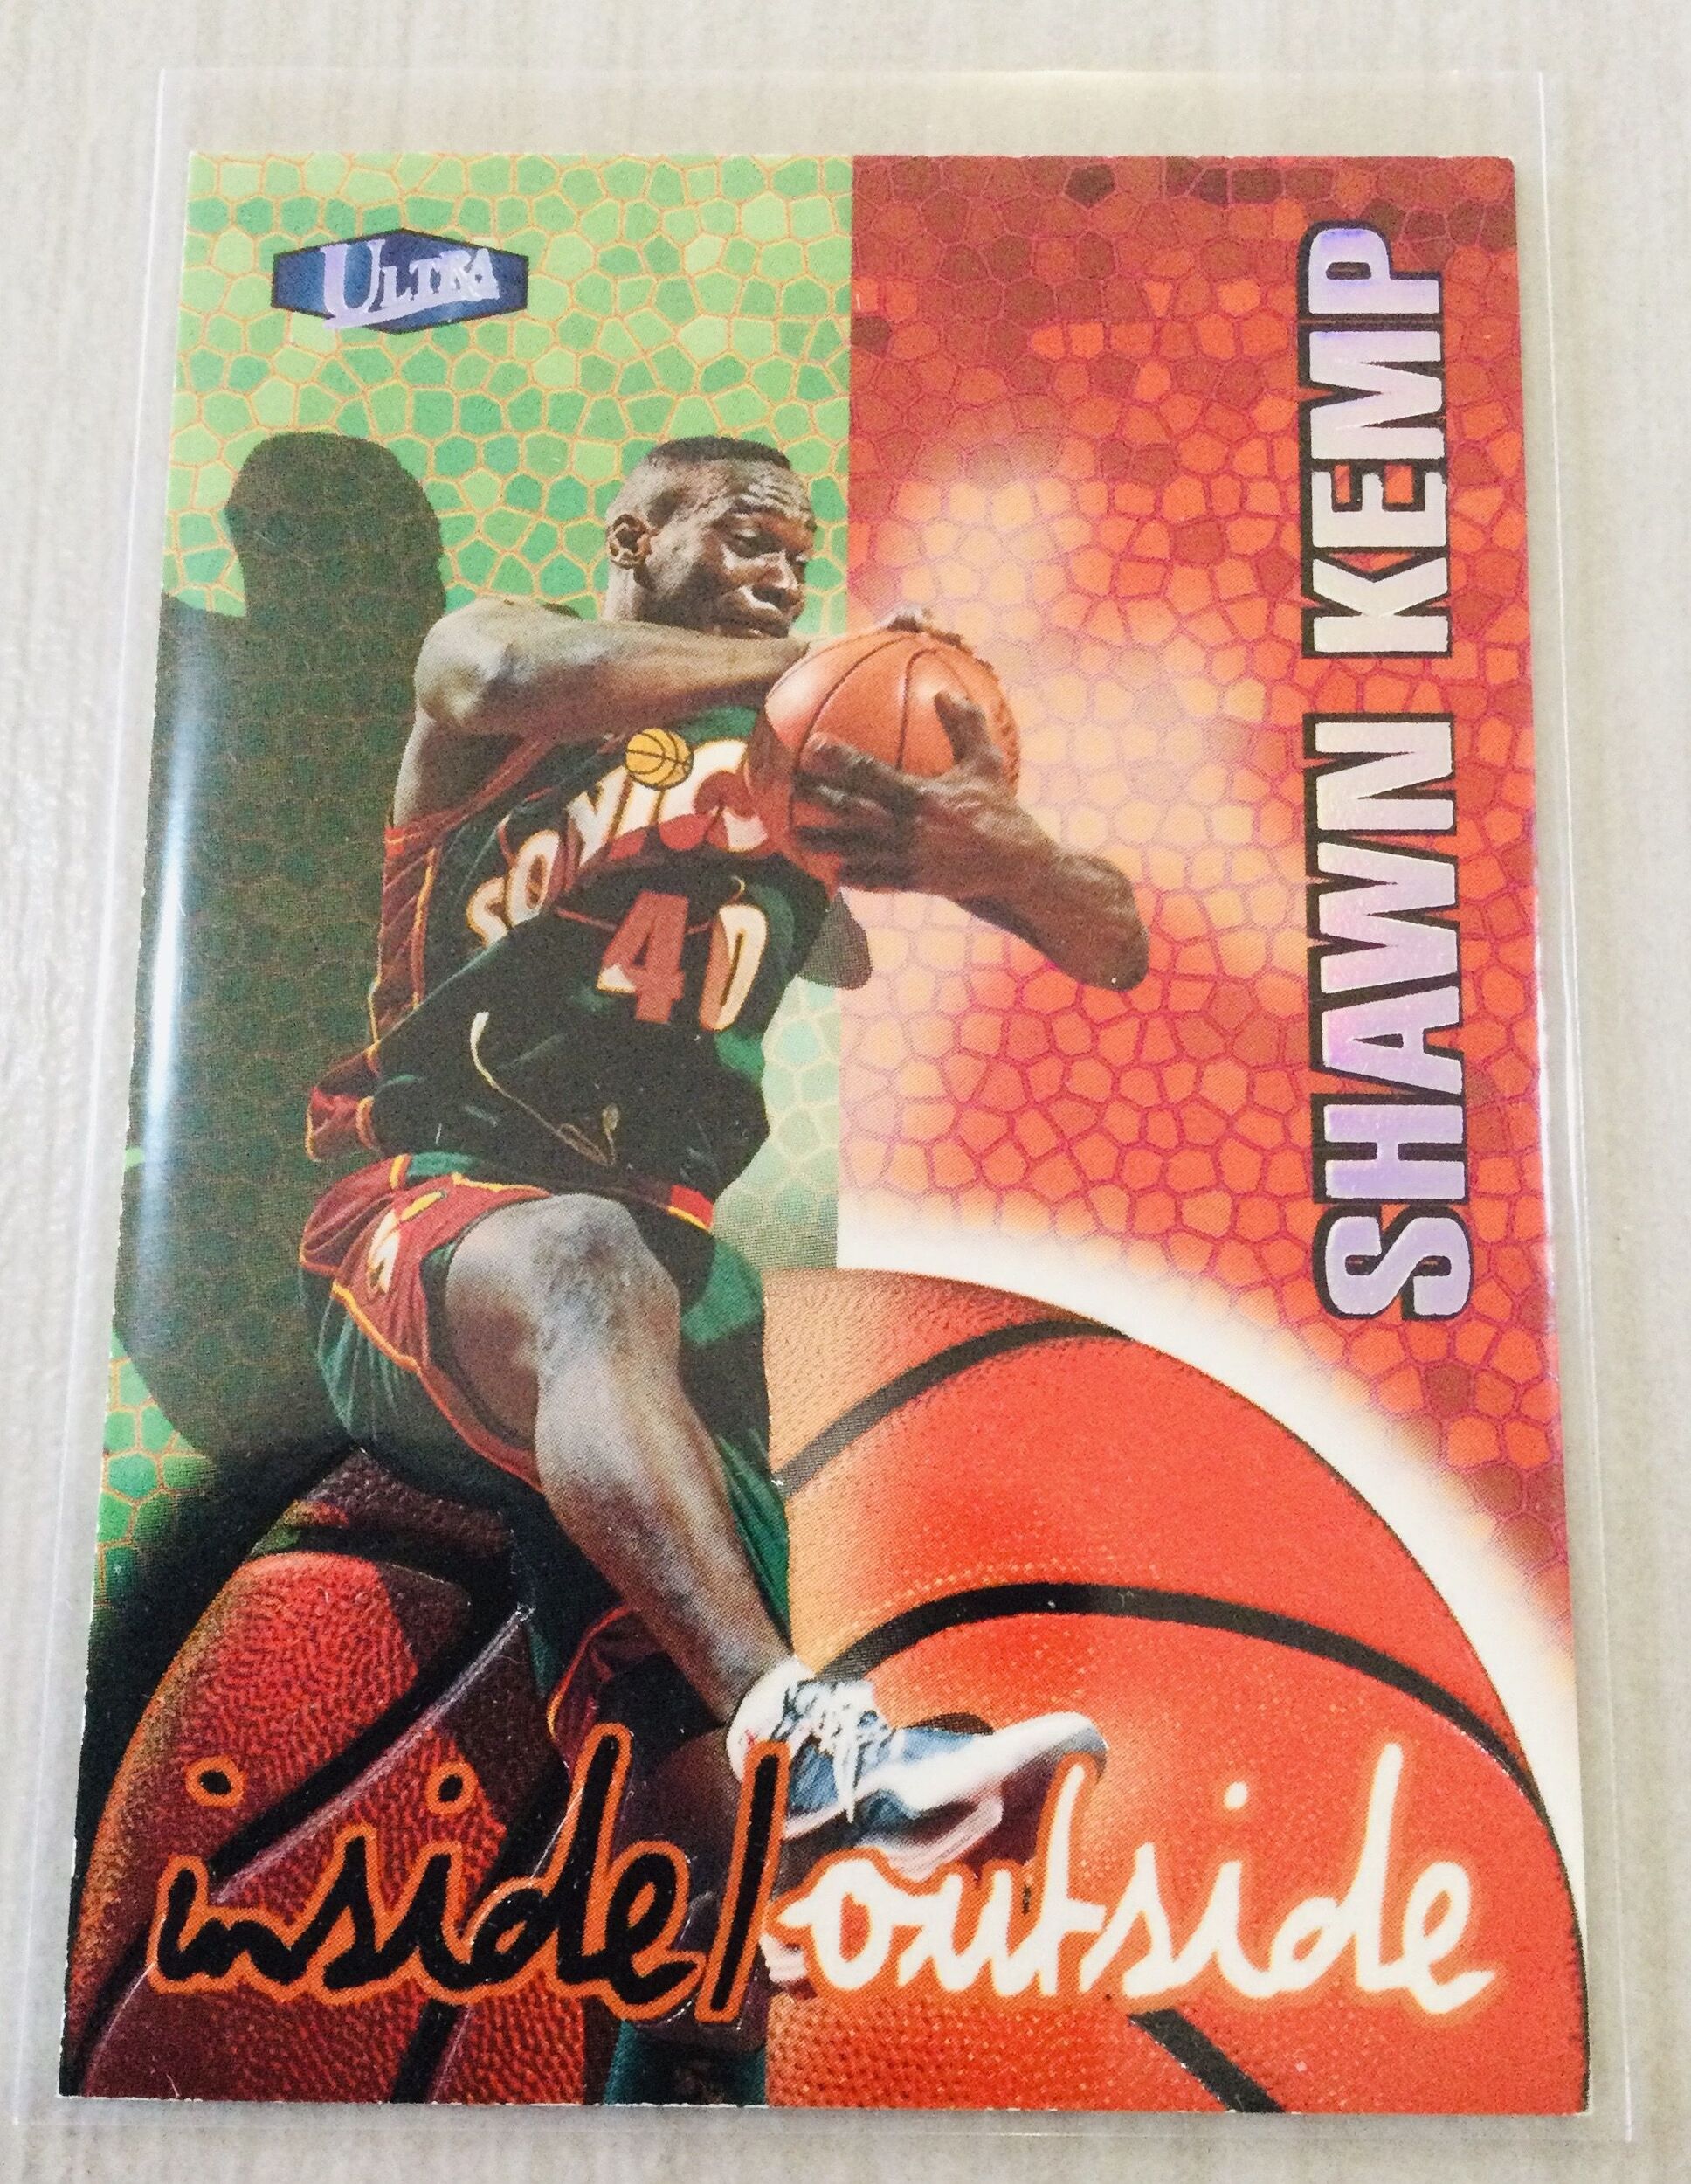 ULTRA
SHAWN KEMP
SONICS
40
inside/outside